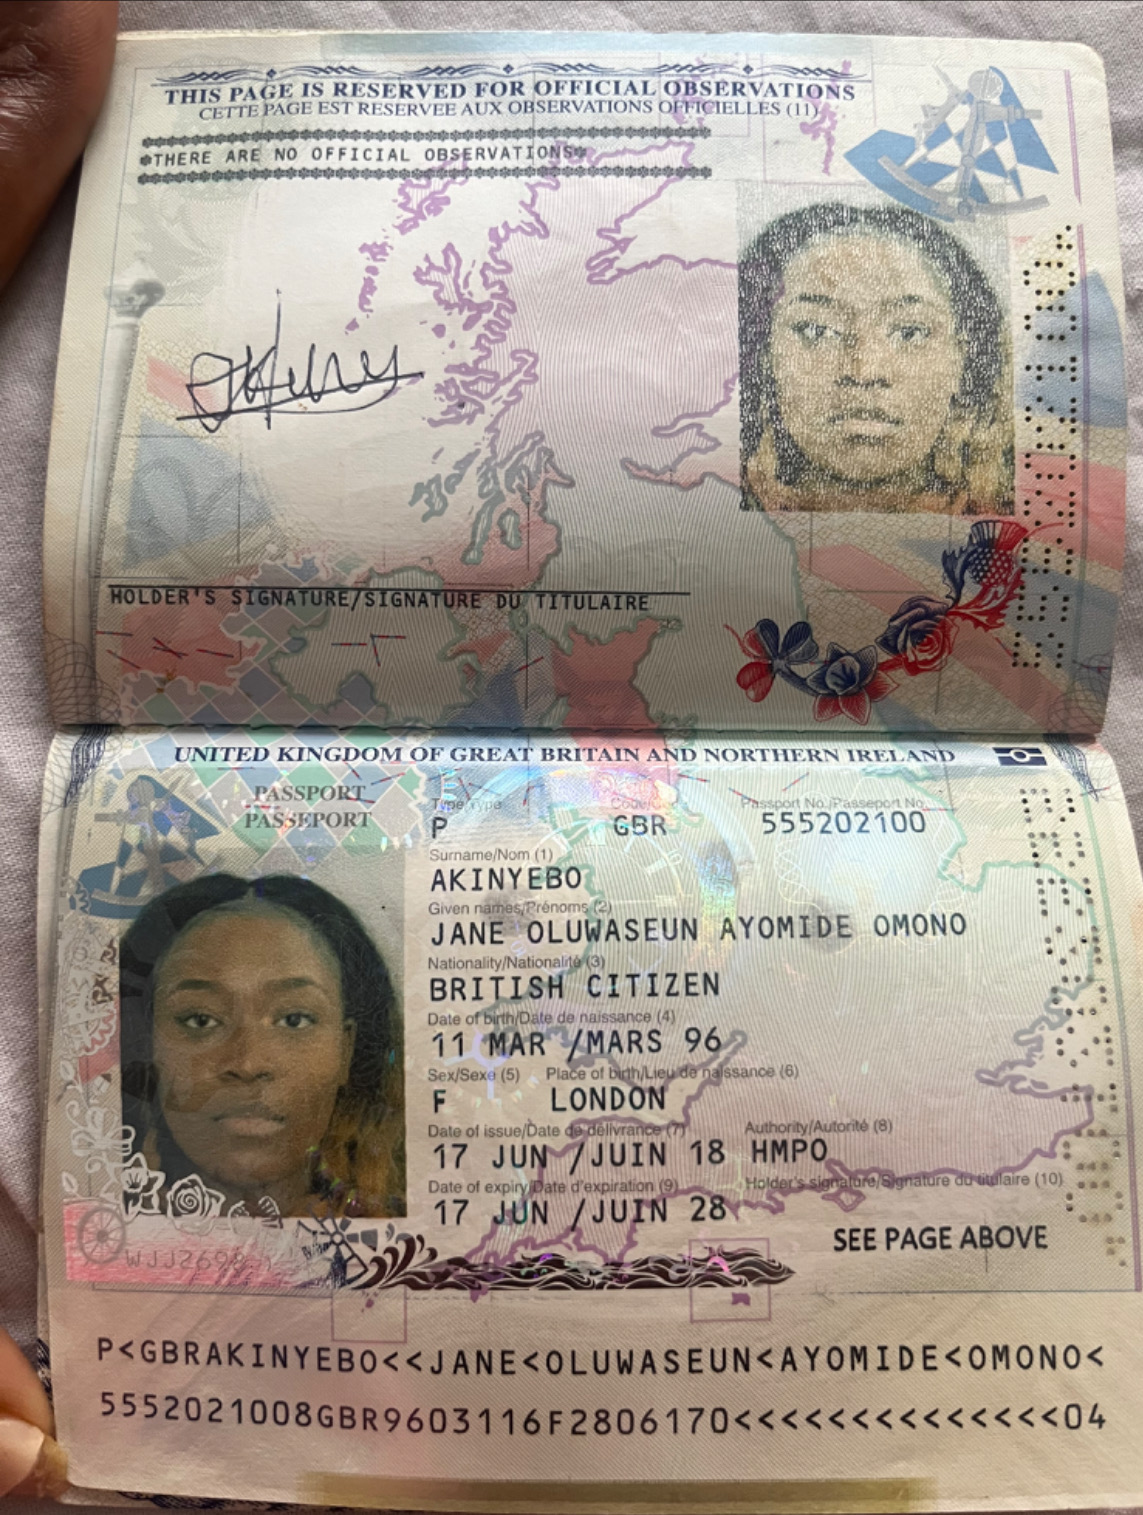 THIS PAGE IS RESERVED FOR OFFICIAL OBSERVATIONS
CETTE PAGE EST RESERVEE AUX OBSERVATIONS OFFICIELLES (11)
*THERE ARE NO OFFICIAL OBSERVATIONS*
HOLDER'S SIGNATURE/SIGNATURE DU TITULAIRE
UNITED KINGDOM OF GREAT BRITAIN AND NORTHERN IRELAND
PASSPORT
PASSEPORT
Type/Type Passport No./Passeport No.
P GBR 555202100
Surname/Nom (1)
AKINYEBO
Given names/Prénoms (2)
JANE OLUWASEUN AYOMIDE OMONO
Nationality/Nationalité (3)
BRITISH CITIZEN
Date of birth/Date de naissance (4)
11 MAR /MARS 96
Sex/Sexe (5) Place of birth/Lieu de naissance (6)
F LONDON
Date of issue/Date de délivrance (7) Authority/Autorité (8)
17 JUN /JUIN 18 HMPO
Date of expiry/Date d'expiration (9) Holder's signature/Signature du titulaire (10)
17 JUN /JUIN 28
SEE PAGE ABOVE
P<GBRAKINYEBO<<JANE<OLUWASEUN<AYOMIDE<OMONO<
5552021008GBR9603116F2806170<<<<<<<<<<<<<<04